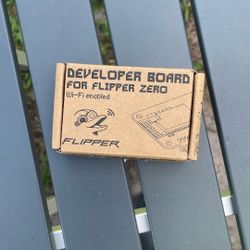 DEVELOPER BOARD
FOR FLIPPER ZERO
Wi-Fi enabled
FLIPPER